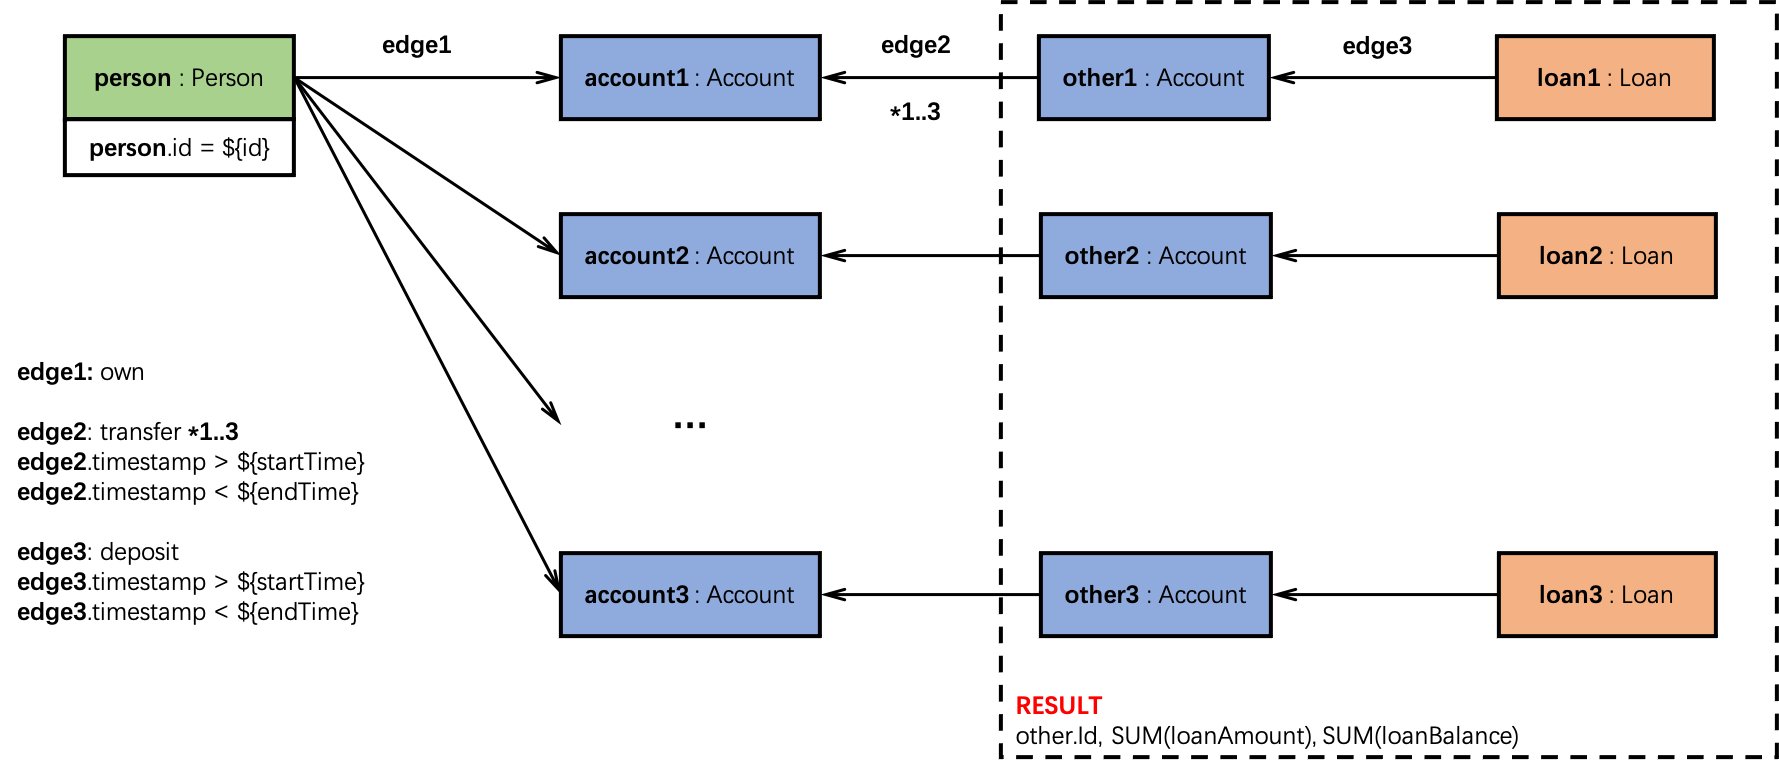 edge1
edge2
edge3
person : Person
account1 : Account
other1 : Account
loan1 : Loan
*1..3
person.id = ${id}
account2 : Account
other2 : Account
loan2 : Loan
edge1: own
...
edge2: transfer *1..3
edge2.timestamp > ${startTime}
edge2.timestamp < ${endTime}
edge3: deposit
edge3.timestamp > ${startTime}
edge3.timestamp < ${endTime}
account3 : Account
other3 : Account
loan3 : Loan
RESULT
other.Id, SUM(loanAmount), SUM(loanBalance)